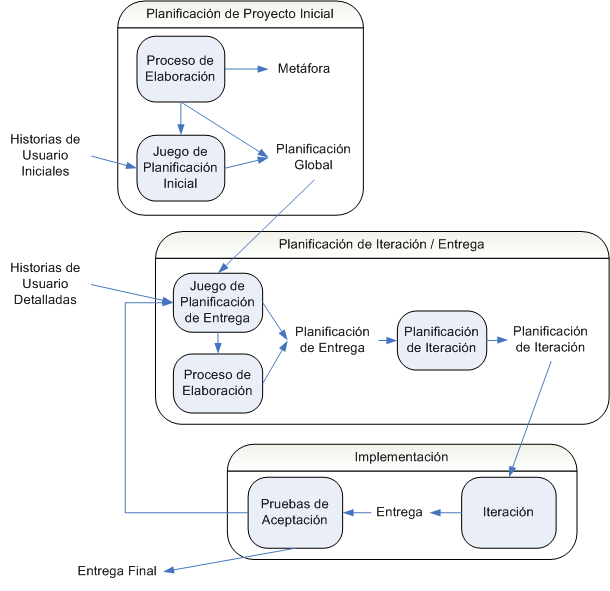 Planificación de Proyecto Inicial
Proceso de
Elaboración
Metáfora
Historias de
Usuario
Iniciales
Juego de
Planificación
Inicial
Planificación
Global
Planificación de Iteración / Entrega
Historias de
Usuario
Detalladas
Juego de
Planificación
de Entrega
Proceso de
Elaboración
Planificación
de Entrega
Planificación
de Iteración
Planificación
de Iteración
Implementación
Pruebas de
Aceptación
Entrega
Iteración
Entrega Final